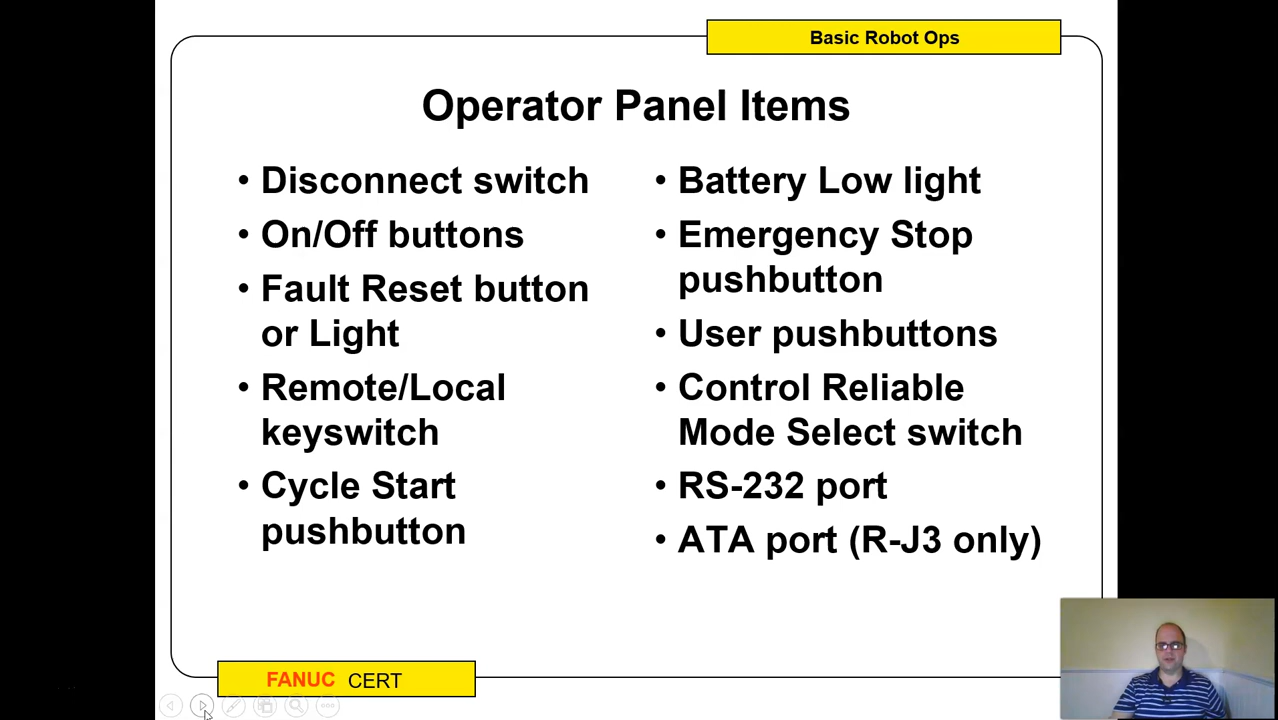 Basic Robot Ops
Operator Panel Items
• Disconnect switch
• On/Off buttons
• Fault Reset button
or Light
• Remote/Local
keyswitch
• Cycle Start
pushbutton
• Battery Low light
• Emergency Stop
pushbutton
• User pushbuttons
• Control Reliable
Mode Select switch
• RS-232 port
• ATA port (R-J3 only)
FANUC CERT